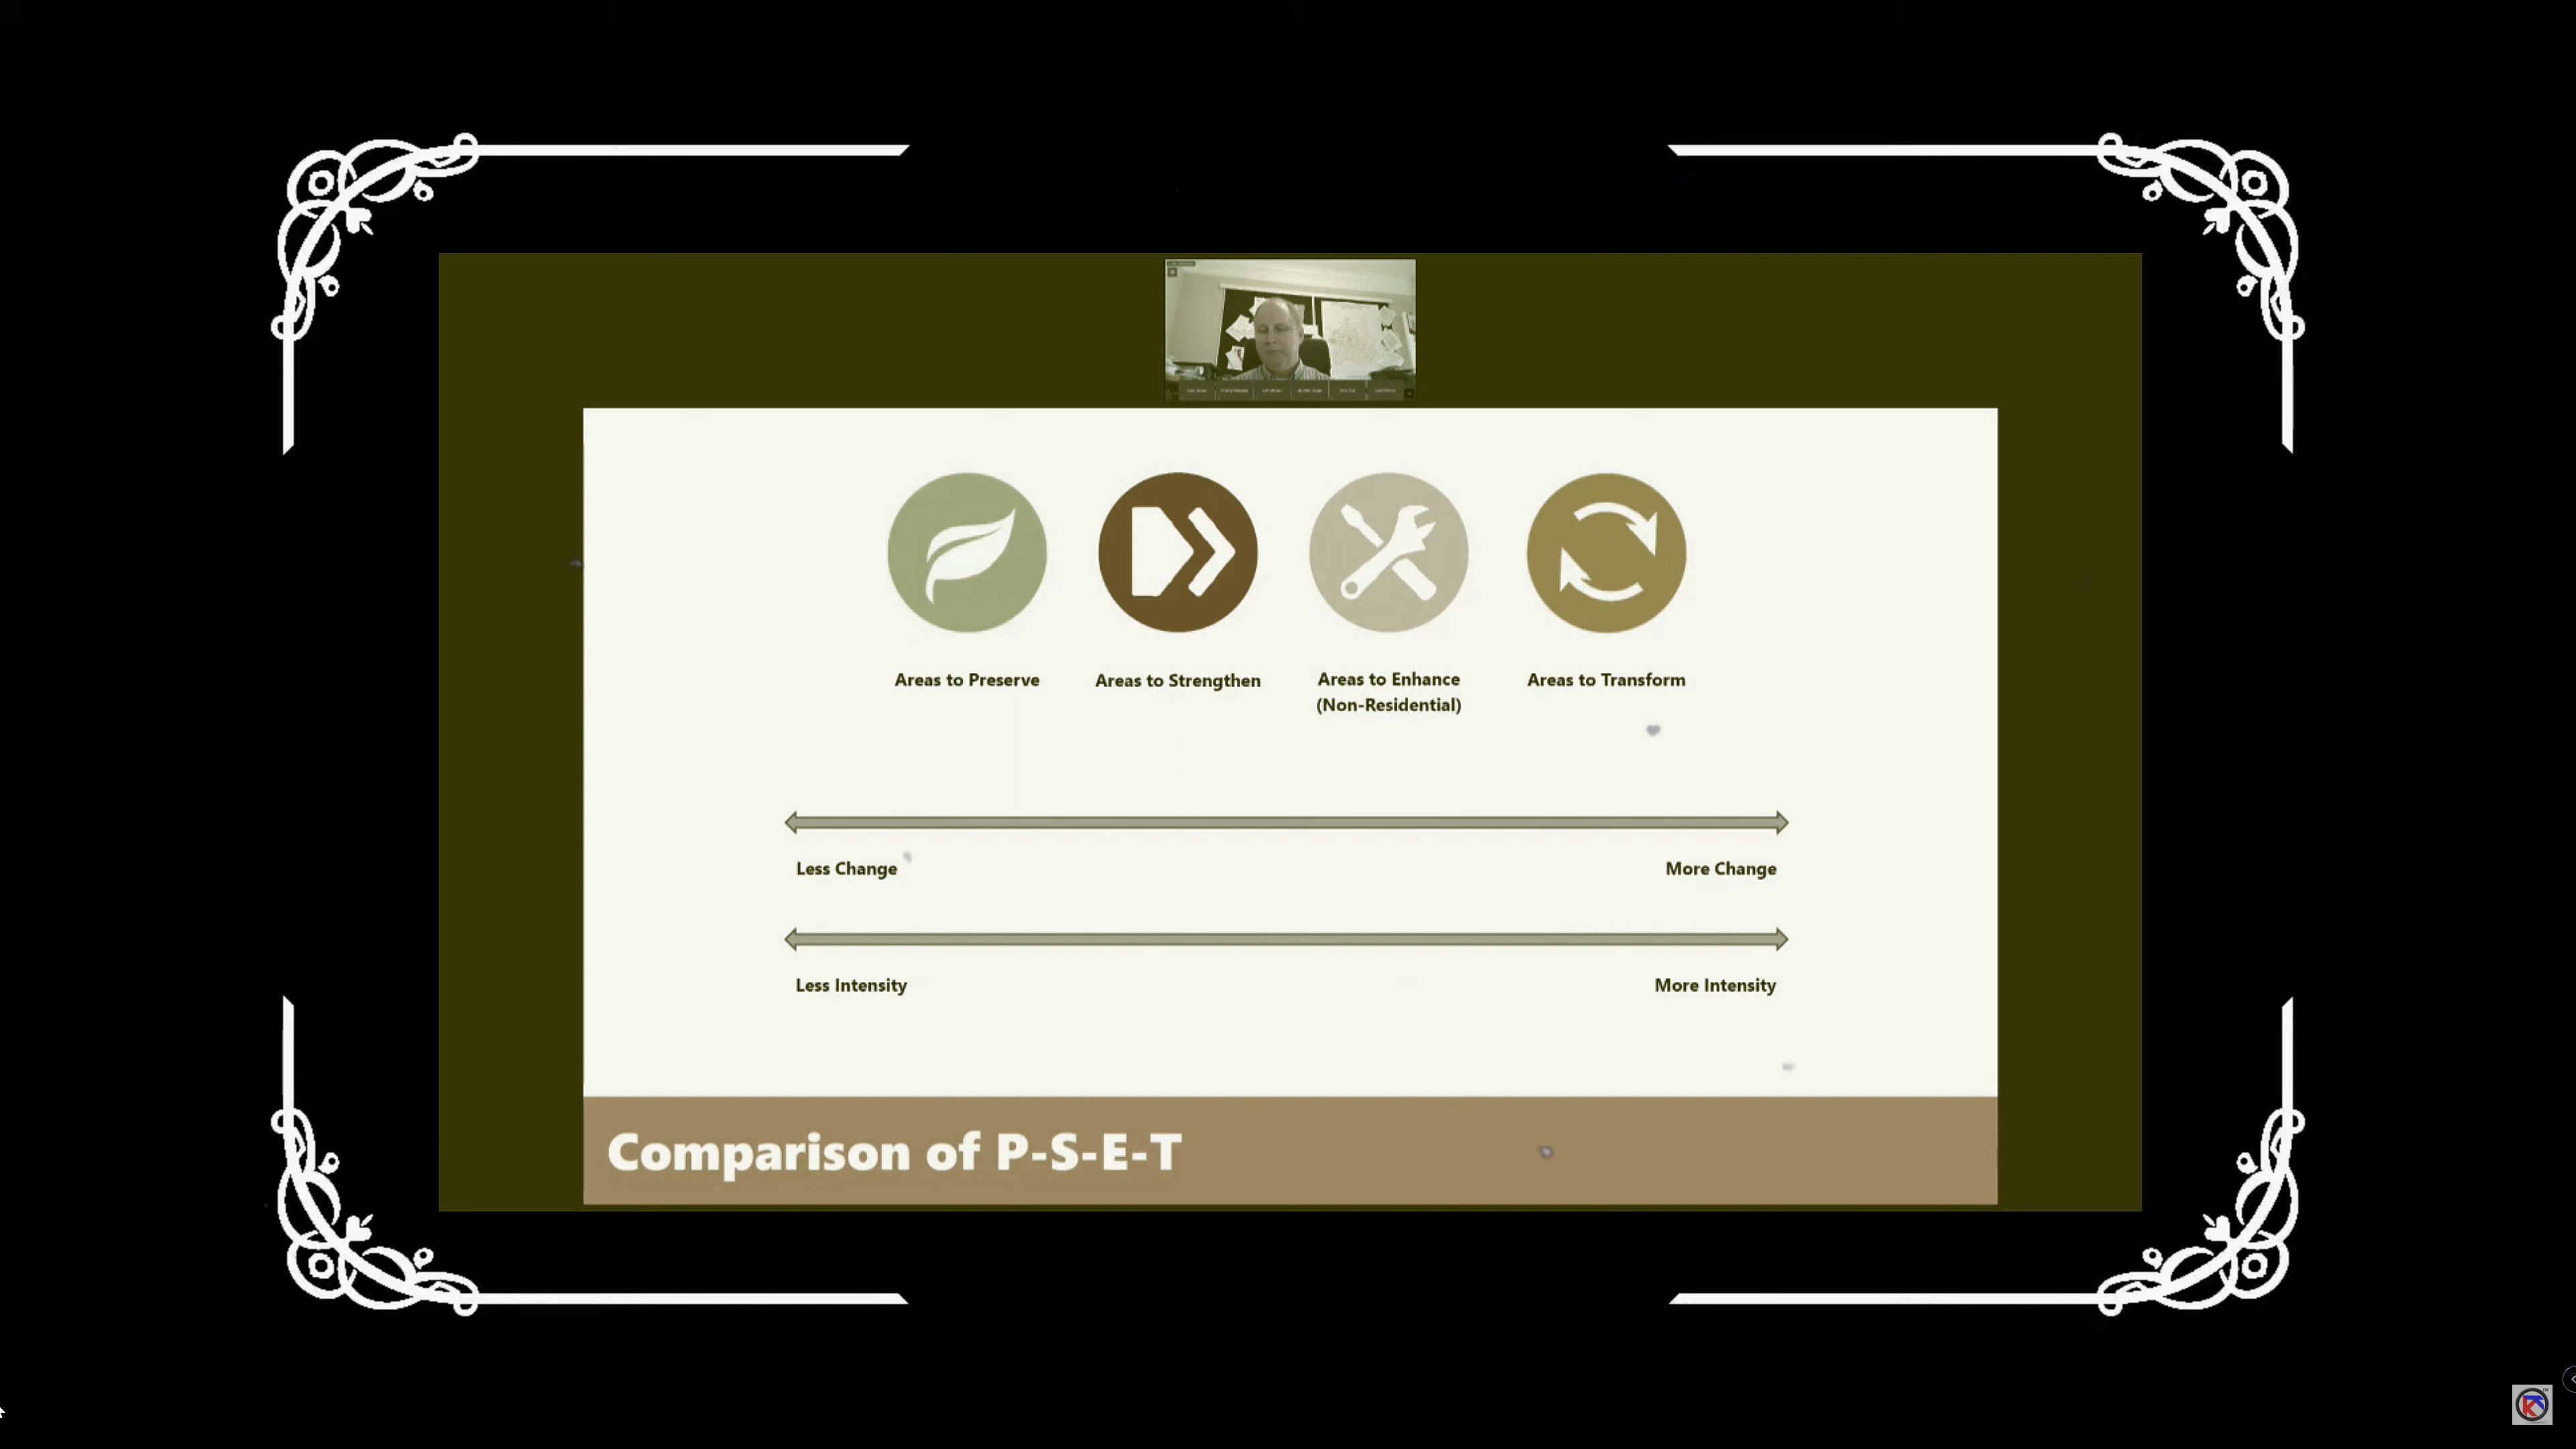 Areas to Preserve
Areas to Strengthen
Areas to Enhance
(Non-Residential)
Areas to Transform
Less Change
More Change
Less Intensity
More Intensity
Comparison of P-S-E-T